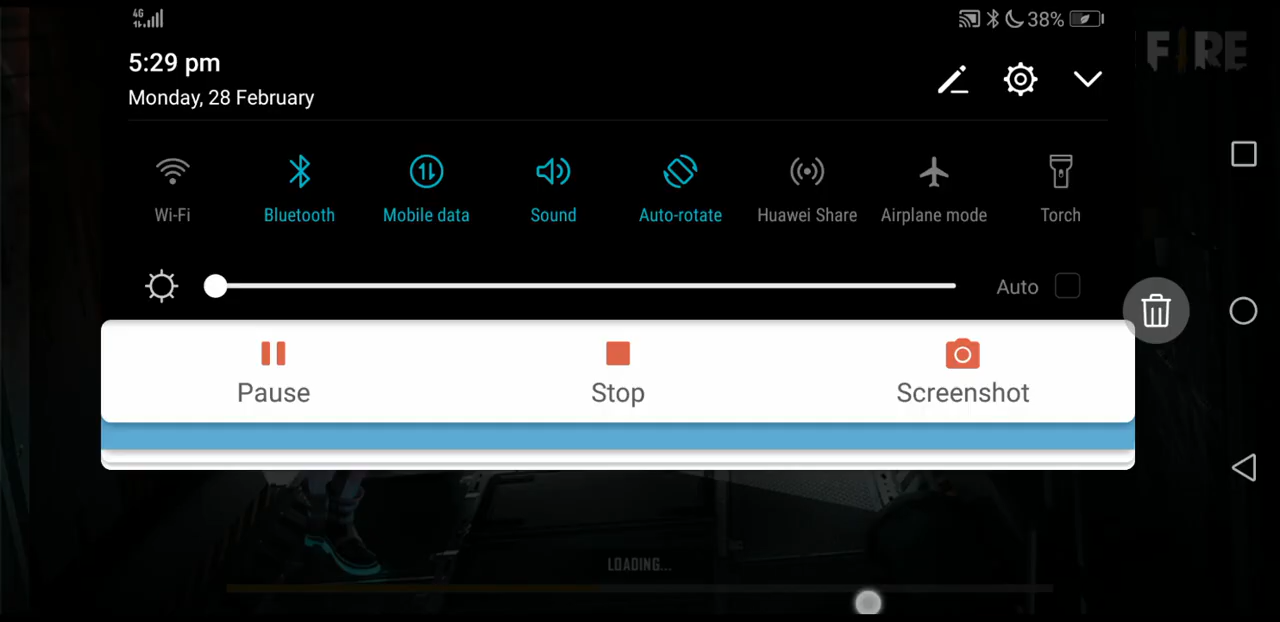 4G
38%
FIRE
5:29 pm
Monday, 28 February
Wi-Fi
Bluetooth
Mobile data
Sound
Auto-rotate
Huawei Share
Airplane mode
Torch
Auto
Pause
Stop
Screenshot
LOADING...